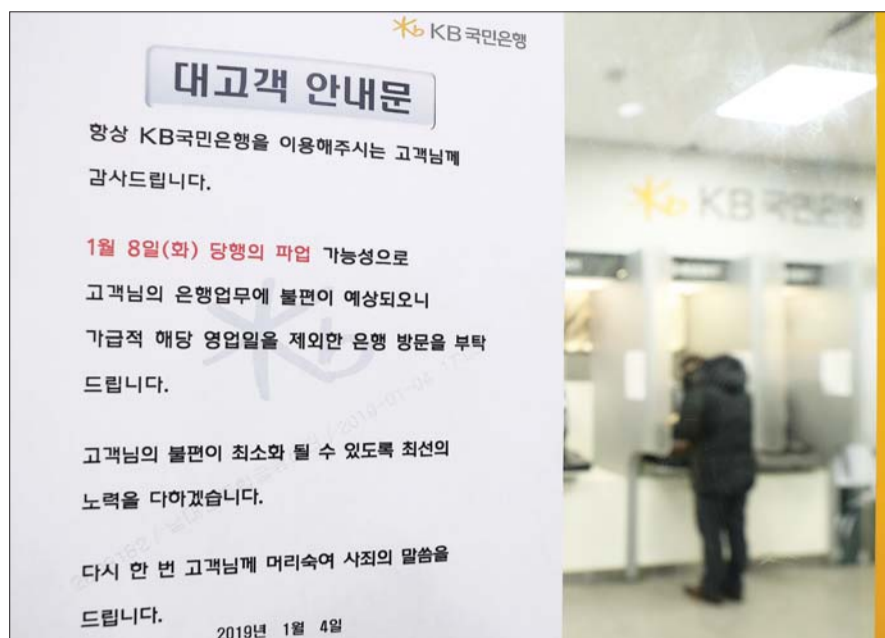 KB 국민은행
대고객 안내문
항상 KB국민은행을 이용해주시는 고객님께
감사드립니다.
1월 8일(화) 당행의 파업 가능성으로
고객님의 은행업무에 불편이 예상되오니
가급적 해당 영업일을 제외한 은행 방문을 부탁
드립니다.
고객님의 불편이 최소화 될 수 있도록 최선의
노력을 다하겠습니다.
다시 한 번 고객님께 머리숙여 사죄의 말씀을
드립니다.
2019년 1월 4일
KB 국민은행